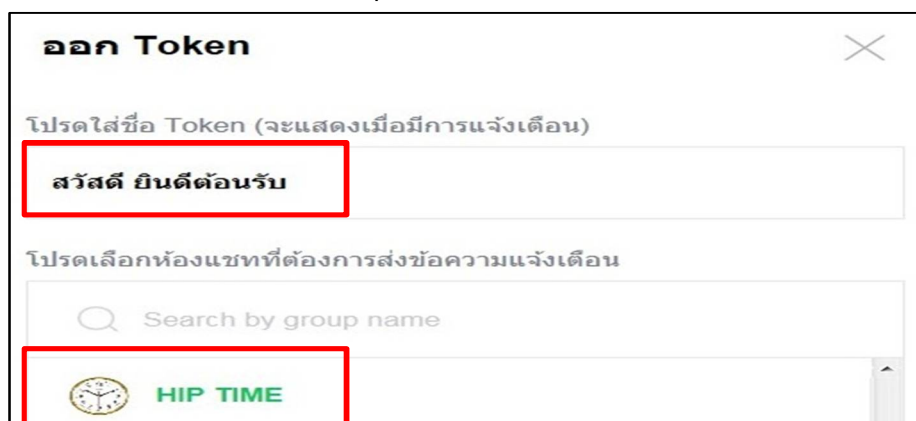 ออก Token
โปรดใส่ชื่อ Token (จะแสดงเมื่อมีการแจ้งเตือน)
สวัสดี ยินดีต้อนรับ
โปรดเลือกห้องแชทที่ต้องการส่งข้อความแจ้งเตือน
Search by group name
HIP TIME